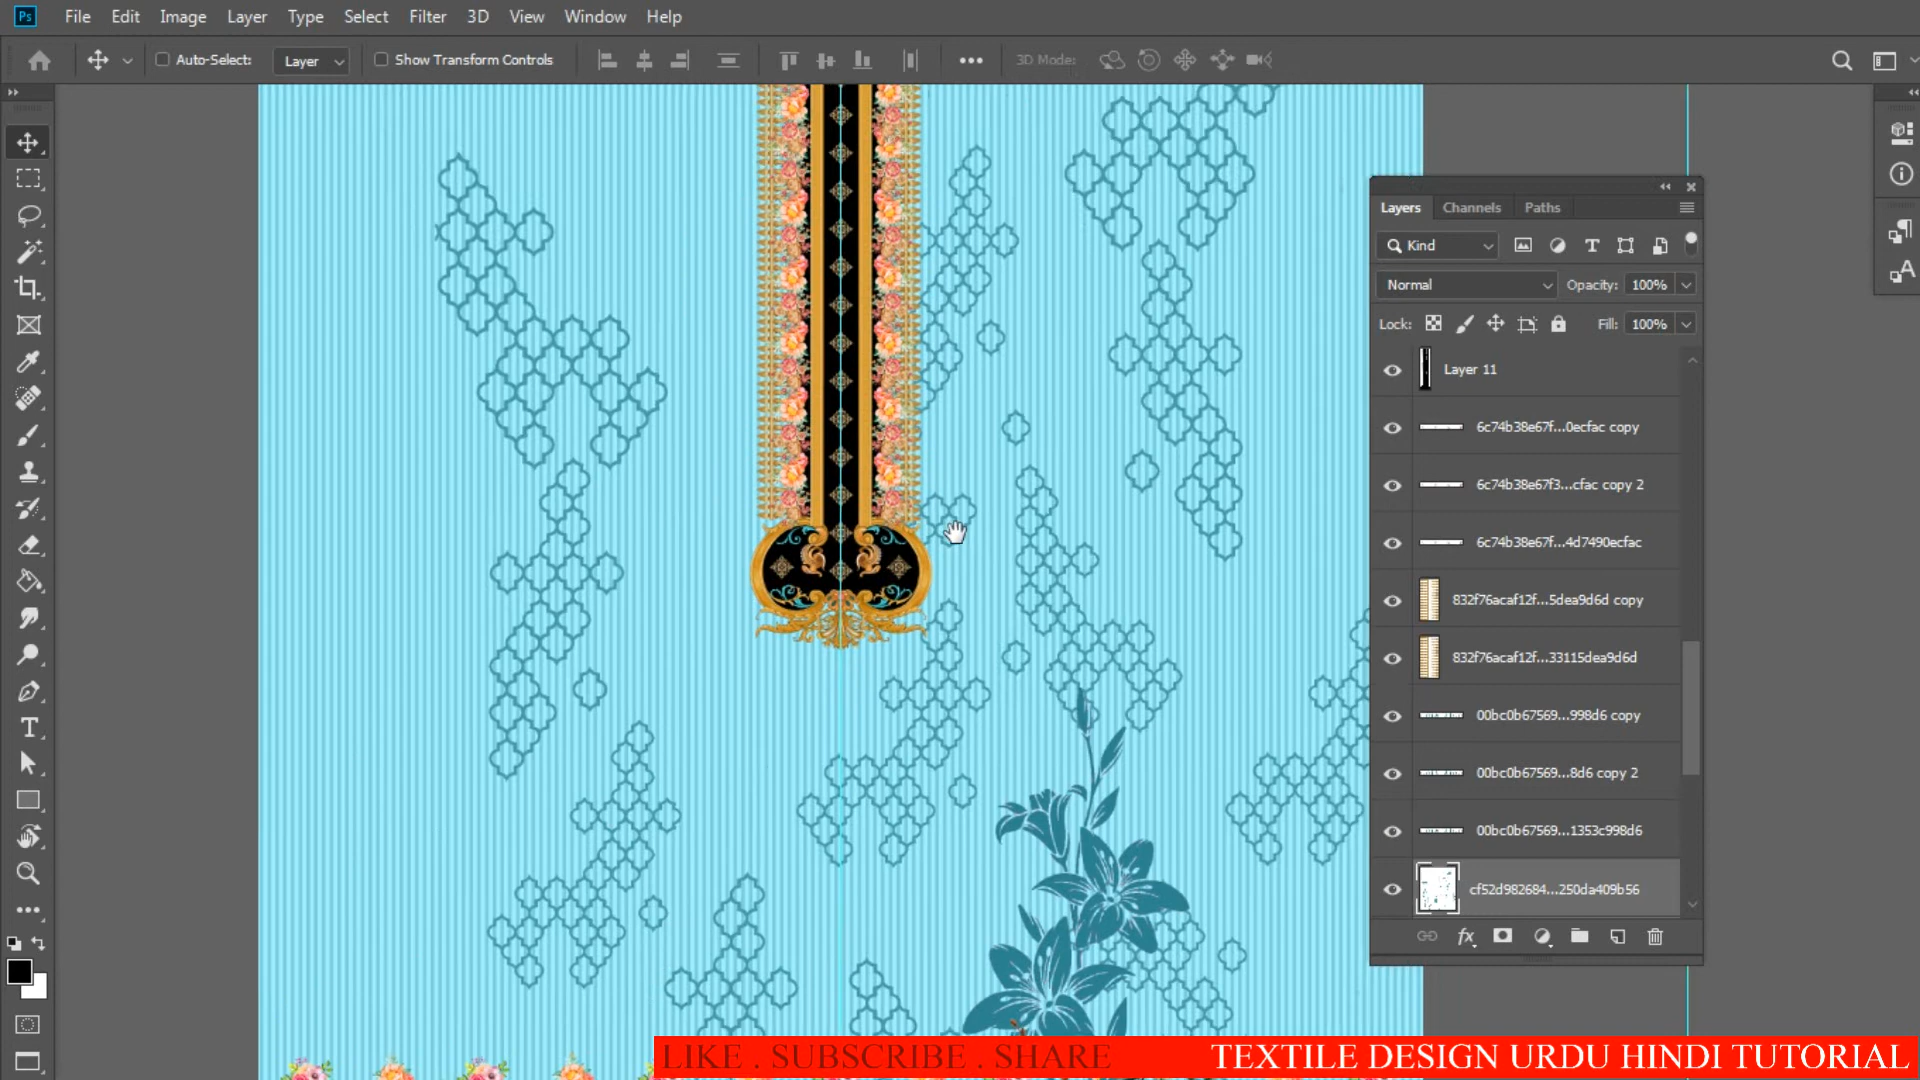 Ps File Edit Image Layer Type Select Filter 3D View Window Help
Auto-Select: Layer Show Transform Controls 3D Mode:
Layers Channels Paths
Kind
Normal Opacity: 100%
Lock: Fill: 100%
Layer 11
6c74b38e67f...0ecfac copy
6c74b38e67f3...cfac copy 2
6c74b38e67f...4d7490ecfac
832f76acaf12f...5dea9d6d copy
832f76acaf12f...33115dea9d6d
00bc0b67569...998d6 copy
00bc0b67569...8d6 copy 2
00bc0b67569...1353c998d6
cf52d982684...250da409b56
fx
LIKE . SUBSCRIBE . SHARE TEXTILE DESIGN URDU HINDI TUTORIAL